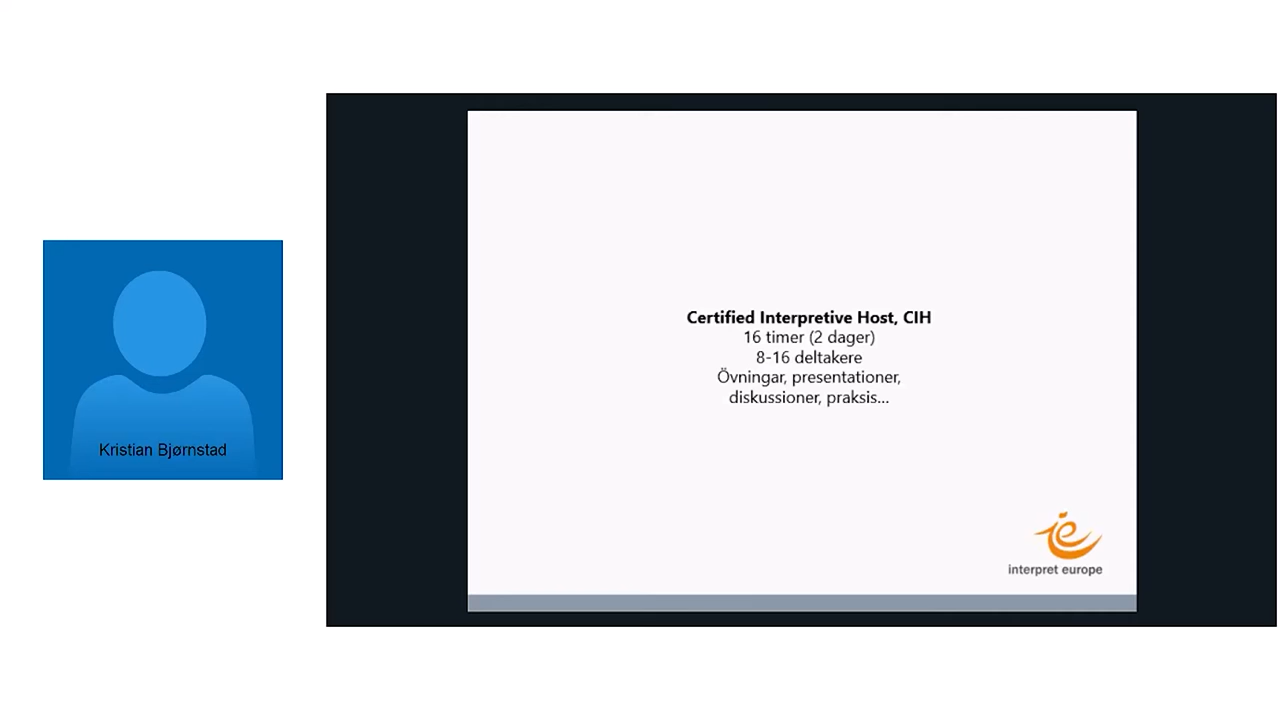 Kristian Bjørnstad
Certified Interpretive Host, CIH
16 timer (2 dager)
8-16 deltakere
Övningar, presentationer,
diskussioner, praksis...
interpret europe